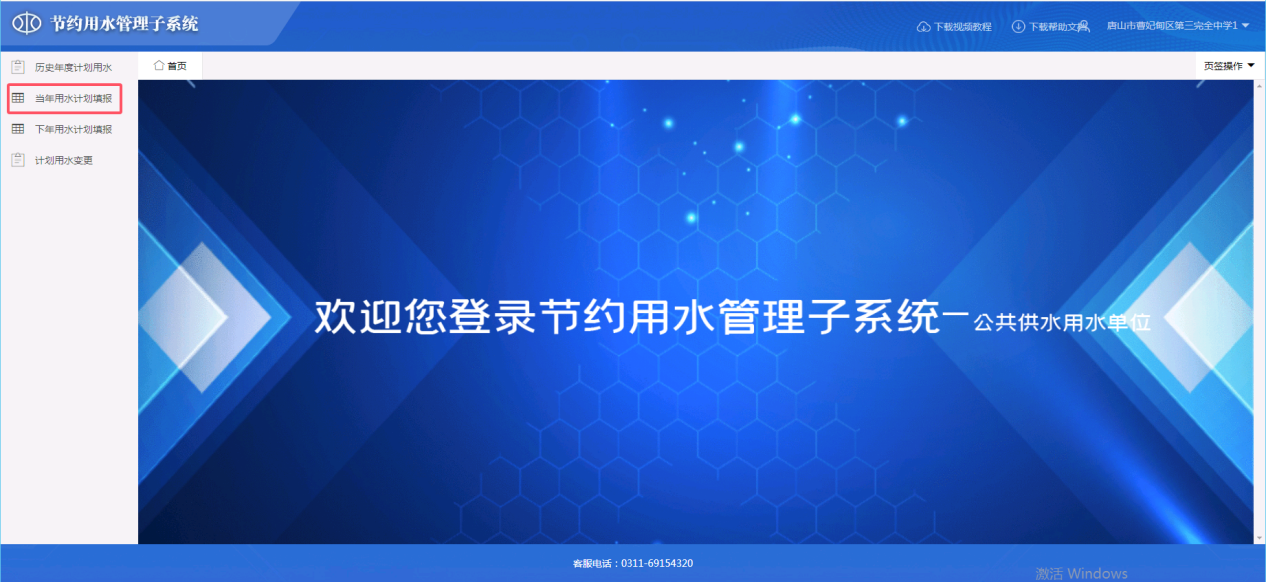 节约用水管理子系统
下载视频教程
下载帮助文档
唐山市曹妃甸区第三完全中学1
历史年度计划用水
首页
页签操作
当年用水计划填报
下年用水计划填报
计划用水变更
欢迎您登录节约用水管理子系统—公共供水用水单位
客服电话：0311-69154320
激活 Windows